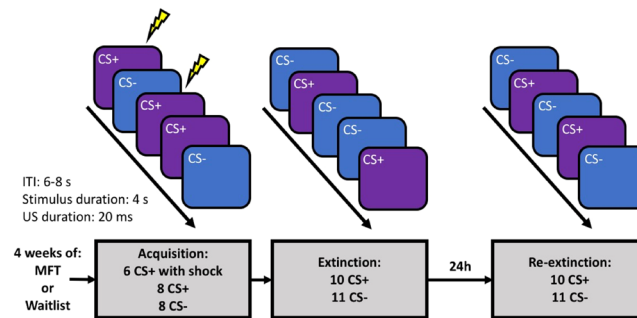 CS+
CS-
CS+
CS+
CS-
CS-
CS+
CS-
CS-
CS+
CS-
CS+
CS-
CS+
CS-
ITI: 6-8 s
Stimulus duration: 4 s
US duration: 20 ms
4 weeks of:
MFT
or
Waitlist
Acquisition:
6 CS+ with shock
8 CS+
8 CS-
Extinction:
10 CS+
11 CS-
24h
Re-extinction:
10 CS+
11 CS-